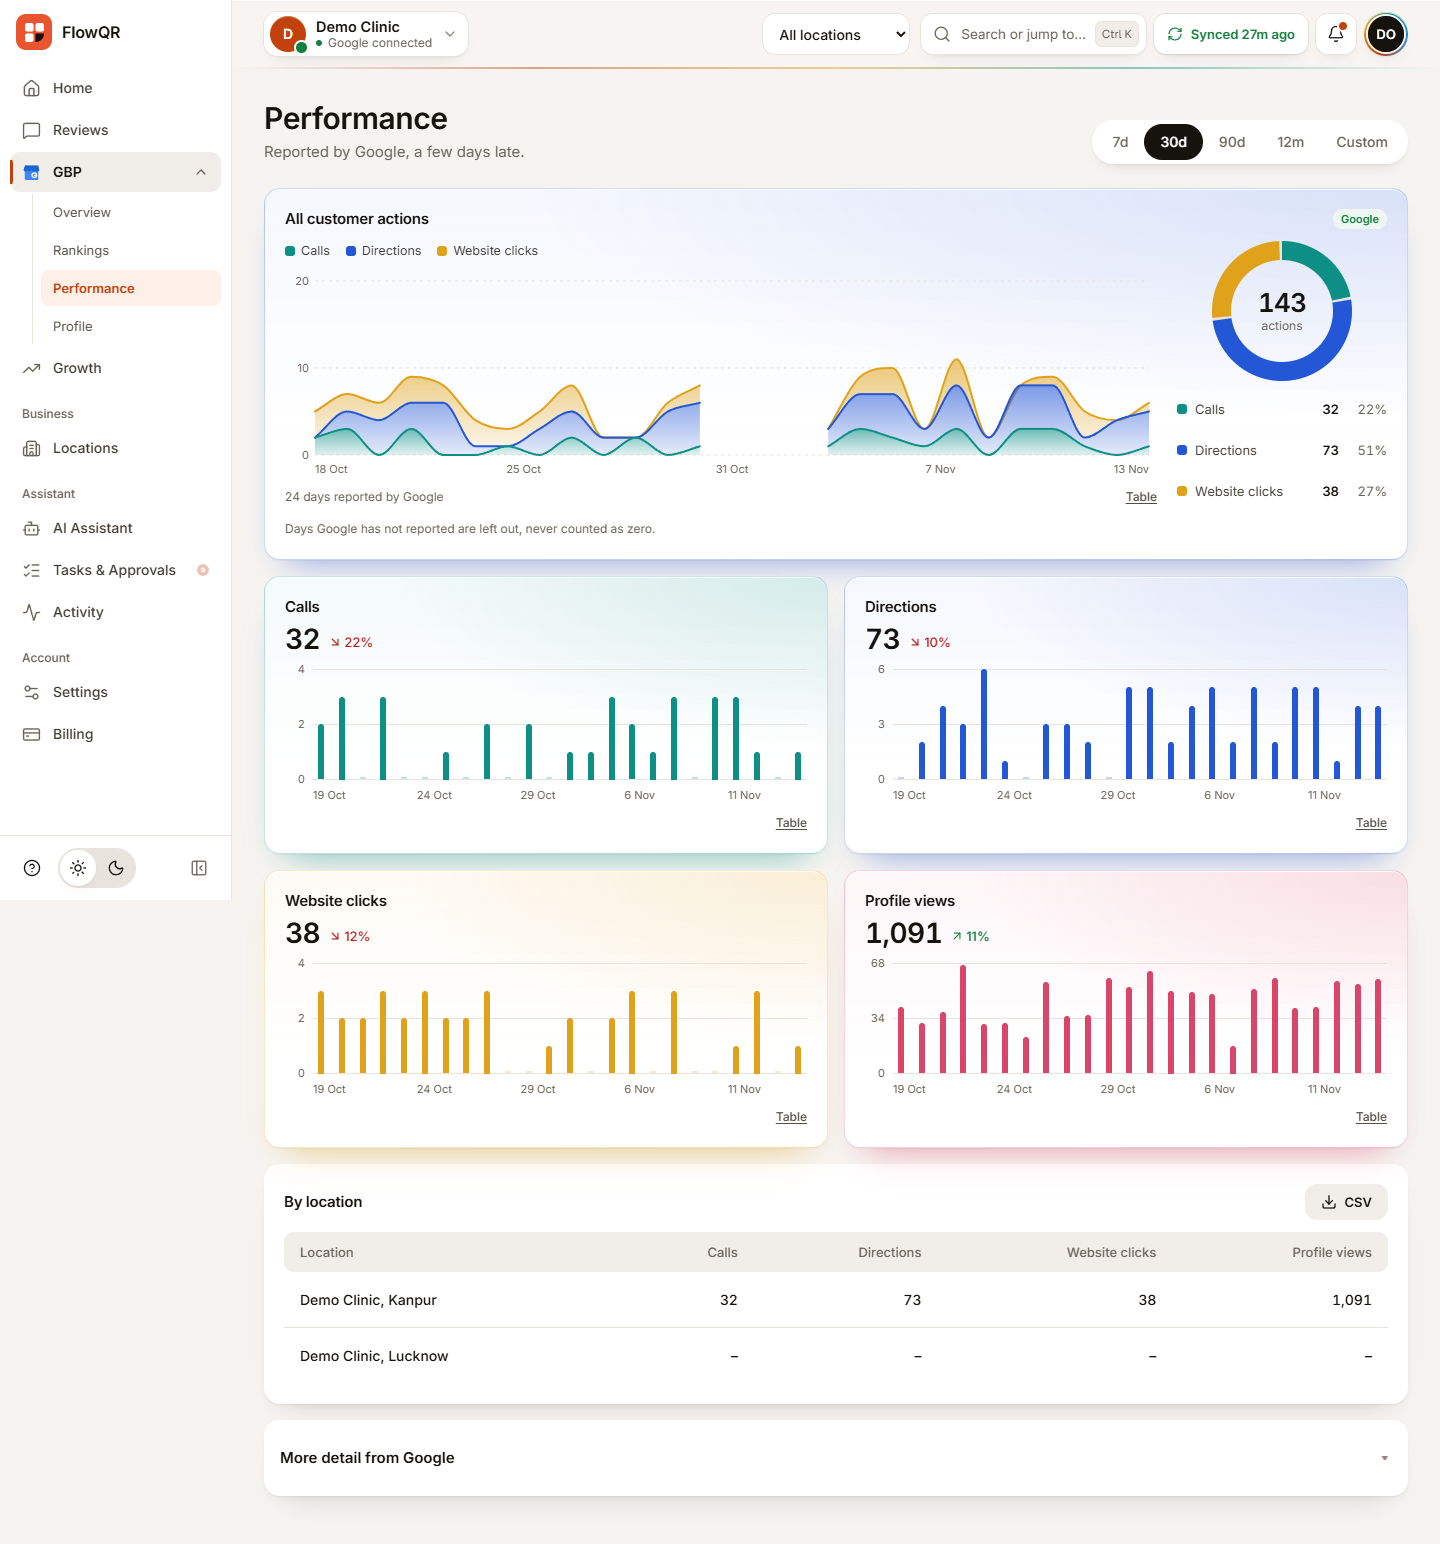 FlowQR
Home
Reviews
GBP
Overview
Rankings
Performance
Profile
Growth
Business
Locations
Assistant
AI Assistant
Tasks & Approvals
Activity
Account
Settings
Billing
D
Demo Clinic
Google connected
All locations
Search or jump to...
Ctrl K
Synced 27m ago
DO
Performance
Reported by Google, a few days late.
7d 30d 90d 12m Custom
All customer actions
Google
Calls Directions Website clicks
20
10
0
18 Oct 25 Oct 31 Oct 7 Nov 13 Nov
24 days reported by Google
Table
Days Google has not reported are left out, never counted as zero.
143
actions
Calls 32 22%
Directions 73 51%
Website clicks 38 27%
Calls
32 22%
4
2
0
19 Oct 24 Oct 29 Oct 6 Nov 11 Nov
Table
Directions
73 10%
6
3
0
19 Oct 24 Oct 29 Oct 6 Nov 11 Nov
Table
Website clicks
38 12%
4
2
0
19 Oct 24 Oct 29 Oct 6 Nov 11 Nov
Table
Profile views
1,091 11%
68
34
0
19 Oct 24 Oct 29 Oct 6 Nov 11 Nov
Table
By location
CSV
Location Calls Directions Website clicks Profile views
Demo Clinic, Kanpur 32 73 38 1,091
Demo Clinic, Lucknow – – – –
More detail from Google